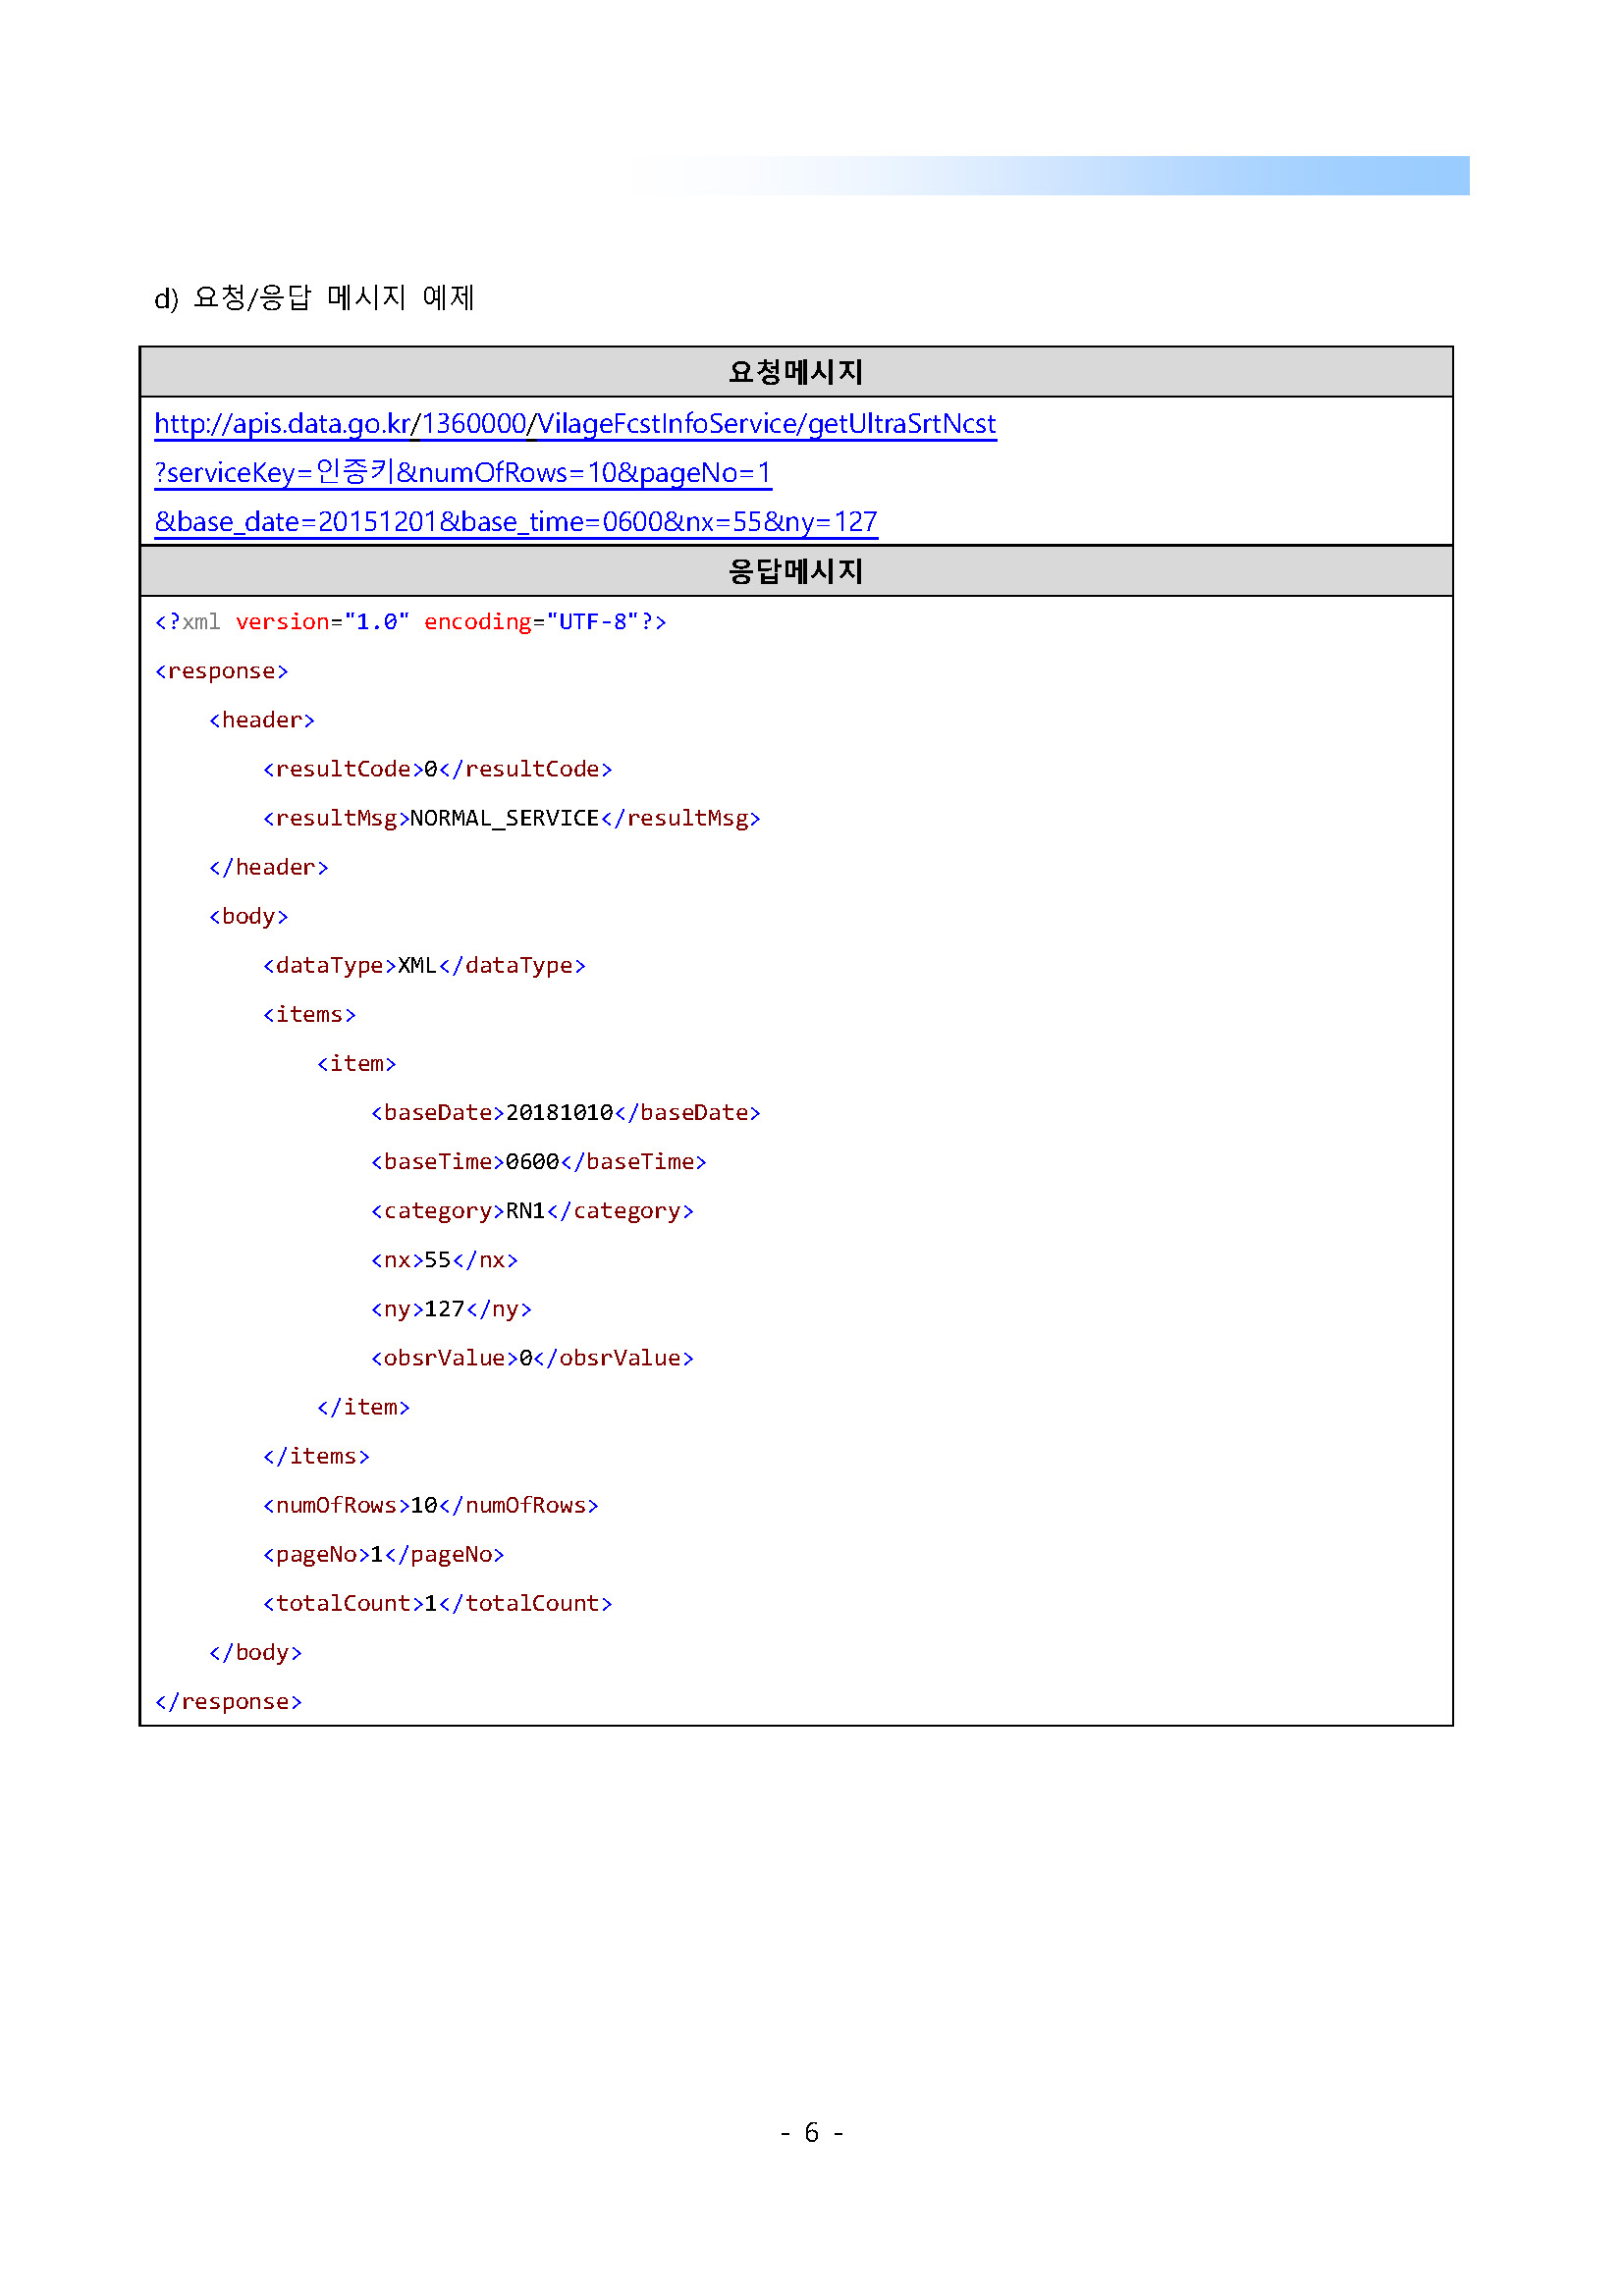 d) 요청/응답 메시지 예제
요청메시지
http://apis.data.go.kr/1360000/VilageFcstInfoService/getUltraSrtNcst
?serviceKey=인증키&numOfRows=10&pageNo=1
&base_date=20151201&base_time=0600&nx=55&ny=127
응답메시지
<?xml version="1.0" encoding="UTF-8"?>
<response>
    <header>
        <resultCode>0</resultCode>
        <resultMsg>NORMAL_SERVICE</resultMsg>
    </header>
    <body>
        <dataType>XML</dataType>
        <items>
            <item>
                <baseDate>20181010</baseDate>
                <baseTime>0600</baseTime>
                <category>RN1</category>
                <nx>55</nx>
                <ny>127</ny>
                <obsrValue>0</obsrValue>
            </item>
        </items>
        <numOfRows>10</numOfRows>
        <pageNo>1</pageNo>
        <totalCount>1</totalCount>
    </body>
</response>
- 6 -